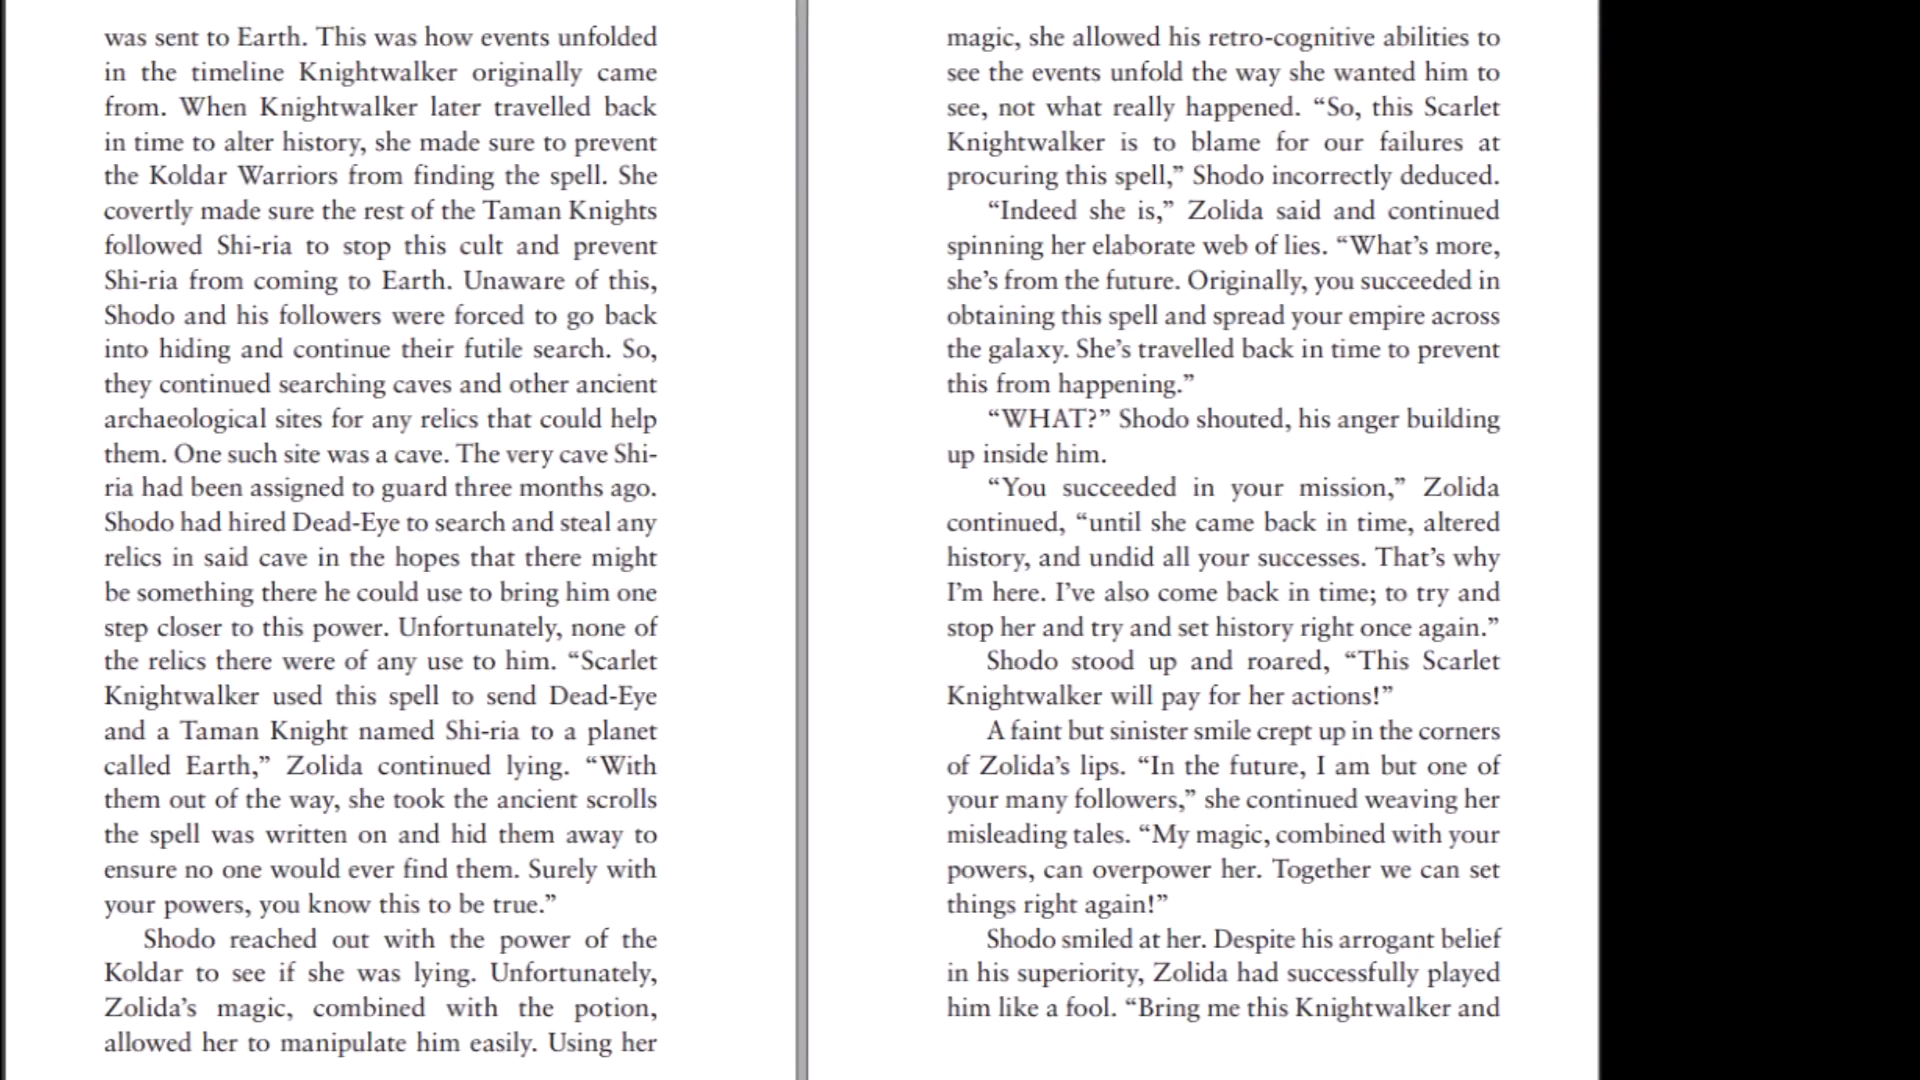 was sent to Earth. This was how events unfolded
in the timeline Knightwalker originally came
from. When Knightwalker later travelled back
in time to alter history, she made sure to prevent
the Koldar Warriors from finding the spell. She
covertly made sure the rest of the Taman Knights
followed Shi-ria to stop this cult and prevent
Shi-ria from coming to Earth. Unaware of this,
Shodo and his followers were forced to go back
into hiding and continue their futile search. So,
they continued searching caves and other ancient
archaeological sites for any relics that could help
them. One such site was a cave. The very cave Shi-
ria had been assigned to guard three months ago.
Shodo had hired Dead-Eye to search and steal any
relics in said cave in the hopes that there might
be something there he could use to bring him one
step closer to this power. Unfortunately, none of
the relics there were of any use to him. “Scarlet
Knightwalker used this spell to send Dead-Eye
and a Taman Knight named Shi-ria to a planet
called Earth,” Zolida continued lying. “With
them out of the way, she took the ancient scrolls
the spell was written on and hid them away to
ensure no one would ever find them. Surely with
your powers, you know this to be true.”
Shodo reached out with the power of the
Koldar to see if she was lying. Unfortunately,
Zolida’s magic, combined with the potion,
allowed her to manipulate him easily. Using her
magic, she allowed his retro-cognitive abilities to
see the events unfold the way she wanted him to
see, not what really happened. “So, this Scarlet
Knightwalker is to blame for our failures at
procuring this spell,” Shodo incorrectly deduced.
“Indeed she is,” Zolida said and continued
spinning her elaborate web of lies. “What’s more,
she’s from the future. Originally, you succeeded in
obtaining this spell and spread your empire across
the galaxy. She’s travelled back in time to prevent
this from happening.”
“WHAT?” Shodo shouted, his anger building
up inside him.
“You succeeded in your mission,” Zolida
continued, “until she came back in time, altered
history, and undid all your successes. That’s why
I’m here. I’ve also come back in time; to try and
stop her and try and set history right once again.”
Shodo stood up and roared, “This Scarlet
Knightwalker will pay for her actions!”
A faint but sinister smile crept up in the corners
of Zolida’s lips. “In the future, I am but one of
your many followers,” she continued weaving her
misleading tales. “My magic, combined with your
powers, can overpower her. Together we can set
things right again!”
Shodo smiled at her. Despite his arrogant belief
in his superiority, Zolida had successfully played
him like a fool. “Bring me this Knightwalker and